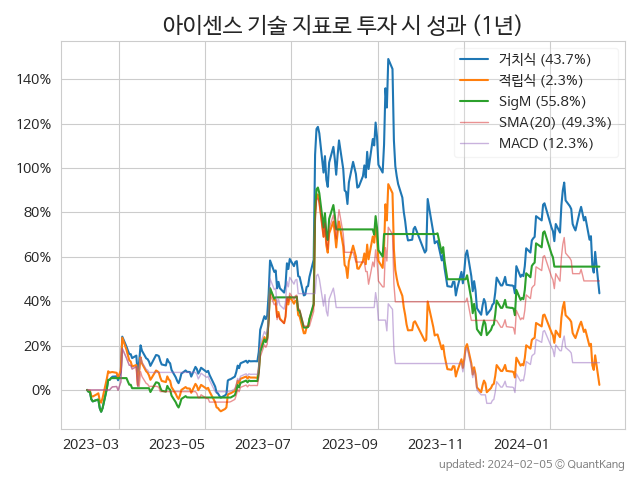 아이센스 기술 지표로 투자 시 성과 (1년)
거치식 (43.7%)
적립식 (2.3%)
SigM (55.8%)
SMA(20) (49.3%)
MACD (12.3%)
140%
120%
100%
80%
60%
40%
20%
0%
2023-03 2023-05 2023-07 2023-09 2023-11 2024-01
updated: 2024-02-05 © QuantKang